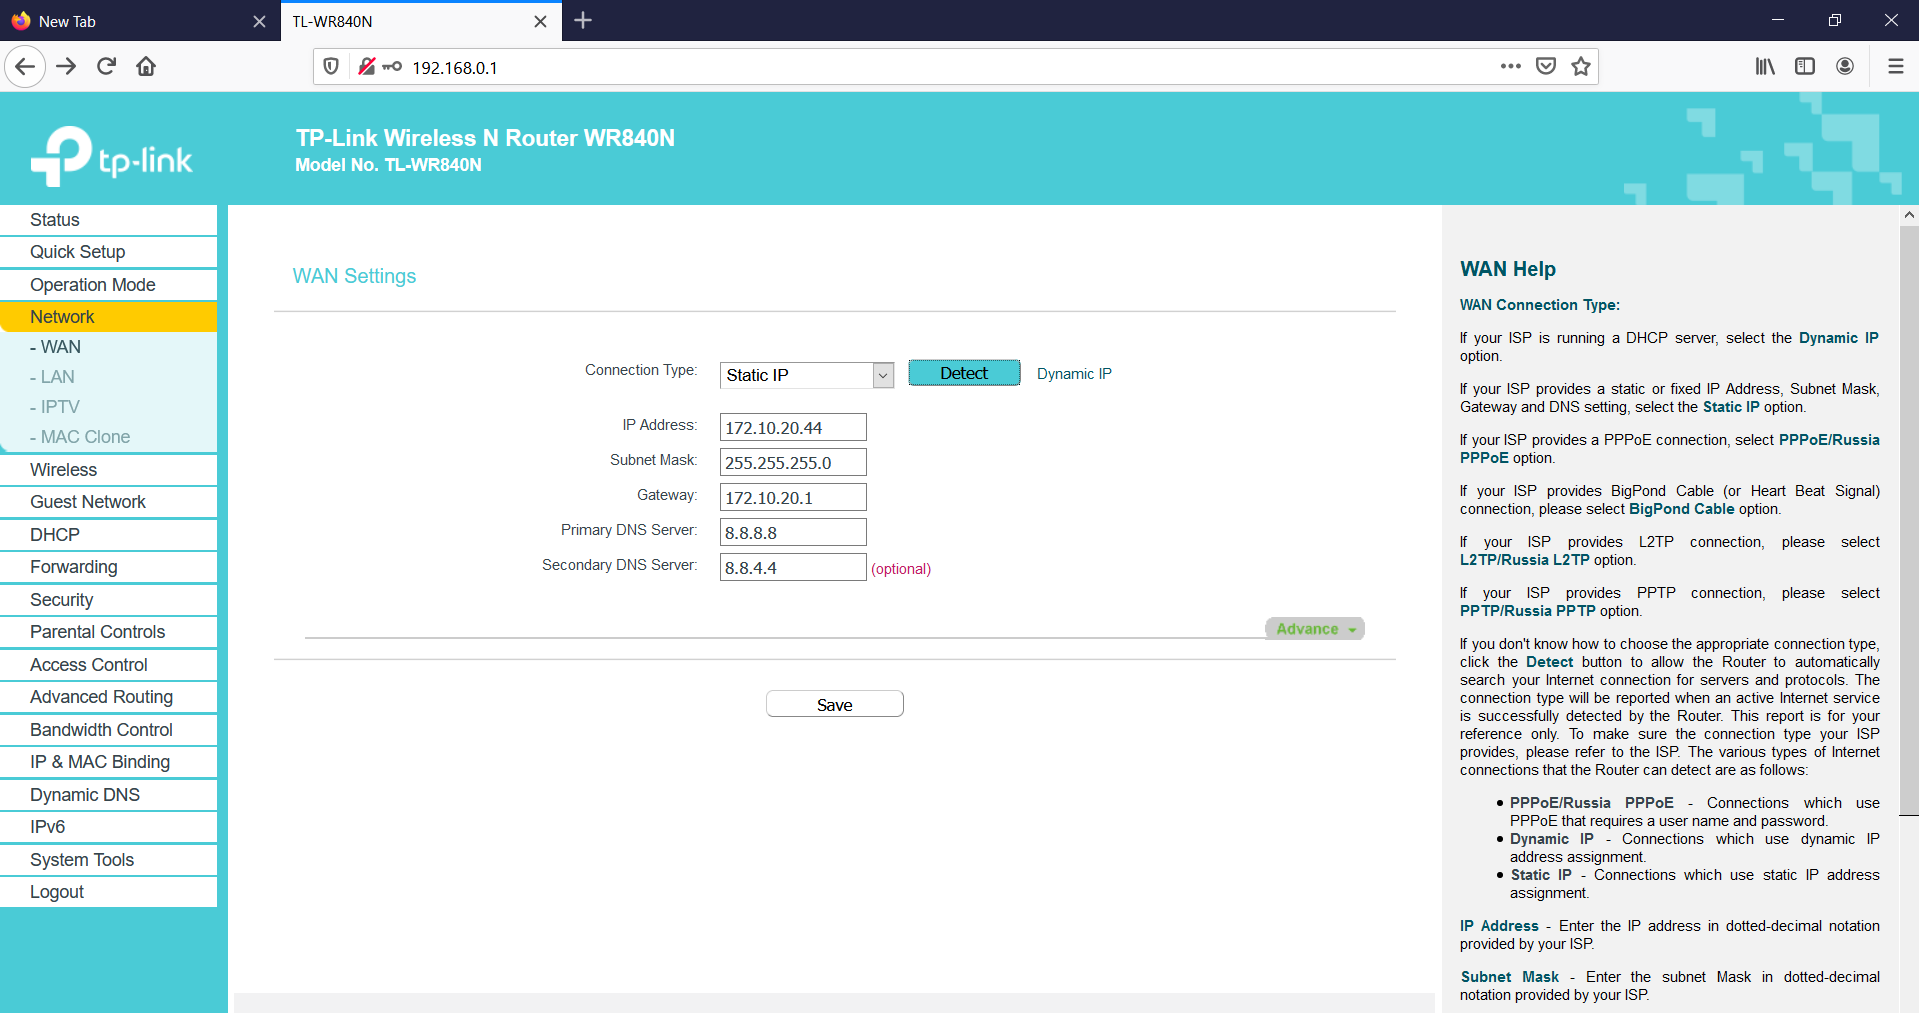 New Tab
TL-WR840N
192.168.0.1
tp-link
TP-Link Wireless N Router WR840N
Model No. TL-WR840N
Status
Quick Setup
Operation Mode
Network
- WAN
- LAN
- IPTV
- MAC Clone
Wireless
Guest Network
DHCP
Forwarding
Security
Parental Controls
Access Control
Advanced Routing
Bandwidth Control
IP & MAC Binding
Dynamic DNS
IPv6
System Tools
Logout
WAN Settings
Connection Type: Static IP Detect Dynamic IP
IP Address: 172.10.20.44
Subnet Mask: 255.255.255.0
Gateway: 172.10.20.1
Primary DNS Server: 8.8.8.8
Secondary DNS Server: 8.8.4.4 (optional)
Advance
Save
WAN Help
WAN Connection Type:
If your ISP is running a DHCP server, select the Dynamic IP
option.
If your ISP provides a static or fixed IP Address, Subnet Mask,
Gateway and DNS setting, select the Static IP option.
If your ISP provides a PPPoE connection, select PPPoE/Russia
PPPoE option.
If your ISP provides BigPond Cable (or Heart Beat Signal)
connection, please select BigPond Cable option.
If your ISP provides L2TP connection, please select
L2TP/Russia L2TP option.
If your ISP provides PPTP connection, please select
PPTP/Russia PPTP option.
If you don't know how to choose the appropriate connection type,
click the Detect button to allow the Router to automatically
search your Internet connection for servers and protocols. The
connection type will be reported when an active Internet service
is successfully detected by the Router. This report is for your
reference only. To make sure the connection type your ISP
provides, please refer to the ISP. The various types of Internet
connections that the Router can detect are as follows:
• PPPoE/Russia PPPoE - Connections which use
PPPoE that requires a user name and password.
• Dynamic IP - Connections which use dynamic IP
address assignment.
• Static IP - Connections which use static IP address
assignment.
IP Address - Enter the IP address in dotted-decimal notation
provided by your ISP.
Subnet Mask - Enter the subnet Mask in dotted-decimal
notation provided by your ISP.